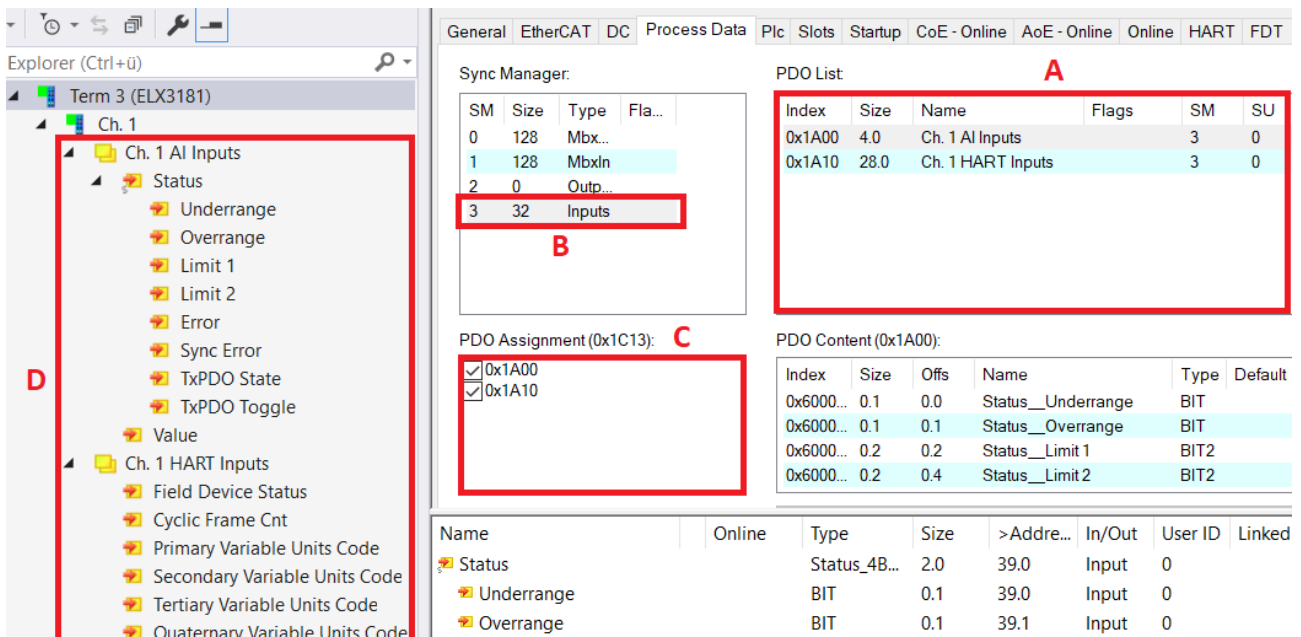 Explorer (Ctrl+ü)
Term 3 (ELX3181)
Ch. 1
Ch. 1 AI Inputs
Status
Underrange
Overrange
Limit 1
Limit 2
Error
Sync Error
TxPDO State
TxPDO Toggle
Value
Ch. 1 HART Inputs
Field Device Status
Cyclic Frame Cnt
Primary Variable Units Code
Secondary Variable Units Code
Tertiary Variable Units Code
Quaternary Variable Units Code
D
General EtherCAT DC Process Data Plc Slots Startup CoE - Online AoE - Online Online HART FDT
Sync Manager:
SM Size Type Fla...
0 128 Mbx...
1 128 MbxIn
2 0 Outp...
3 32 Inputs
B
PDO List:
A
Index Size Name Flags SM SU
0x1A00 4.0 Ch. 1 AI Inputs 3 0
0x1A10 28.0 Ch. 1 HART Inputs 3 0
PDO Assignment (0x1C13): C
0x1A00
0x1A10
PDO Content (0x1A00):
Index Size Offs Name Type Default
0x6000... 0.1 0.0 Status__Underrange BIT
0x6000... 0.1 0.1 Status__Overrange BIT
0x6000... 0.2 0.2 Status__Limit 1 BIT2
0x6000... 0.2 0.4 Status__Limit 2 BIT2
Name Online Type Size >Addre... In/Out User ID Linked
Status Status_4B... 2.0 39.0 Input 0
Underrange BIT 0.1 39.0 Input 0
Overrange BIT 0.1 39.1 Input 0